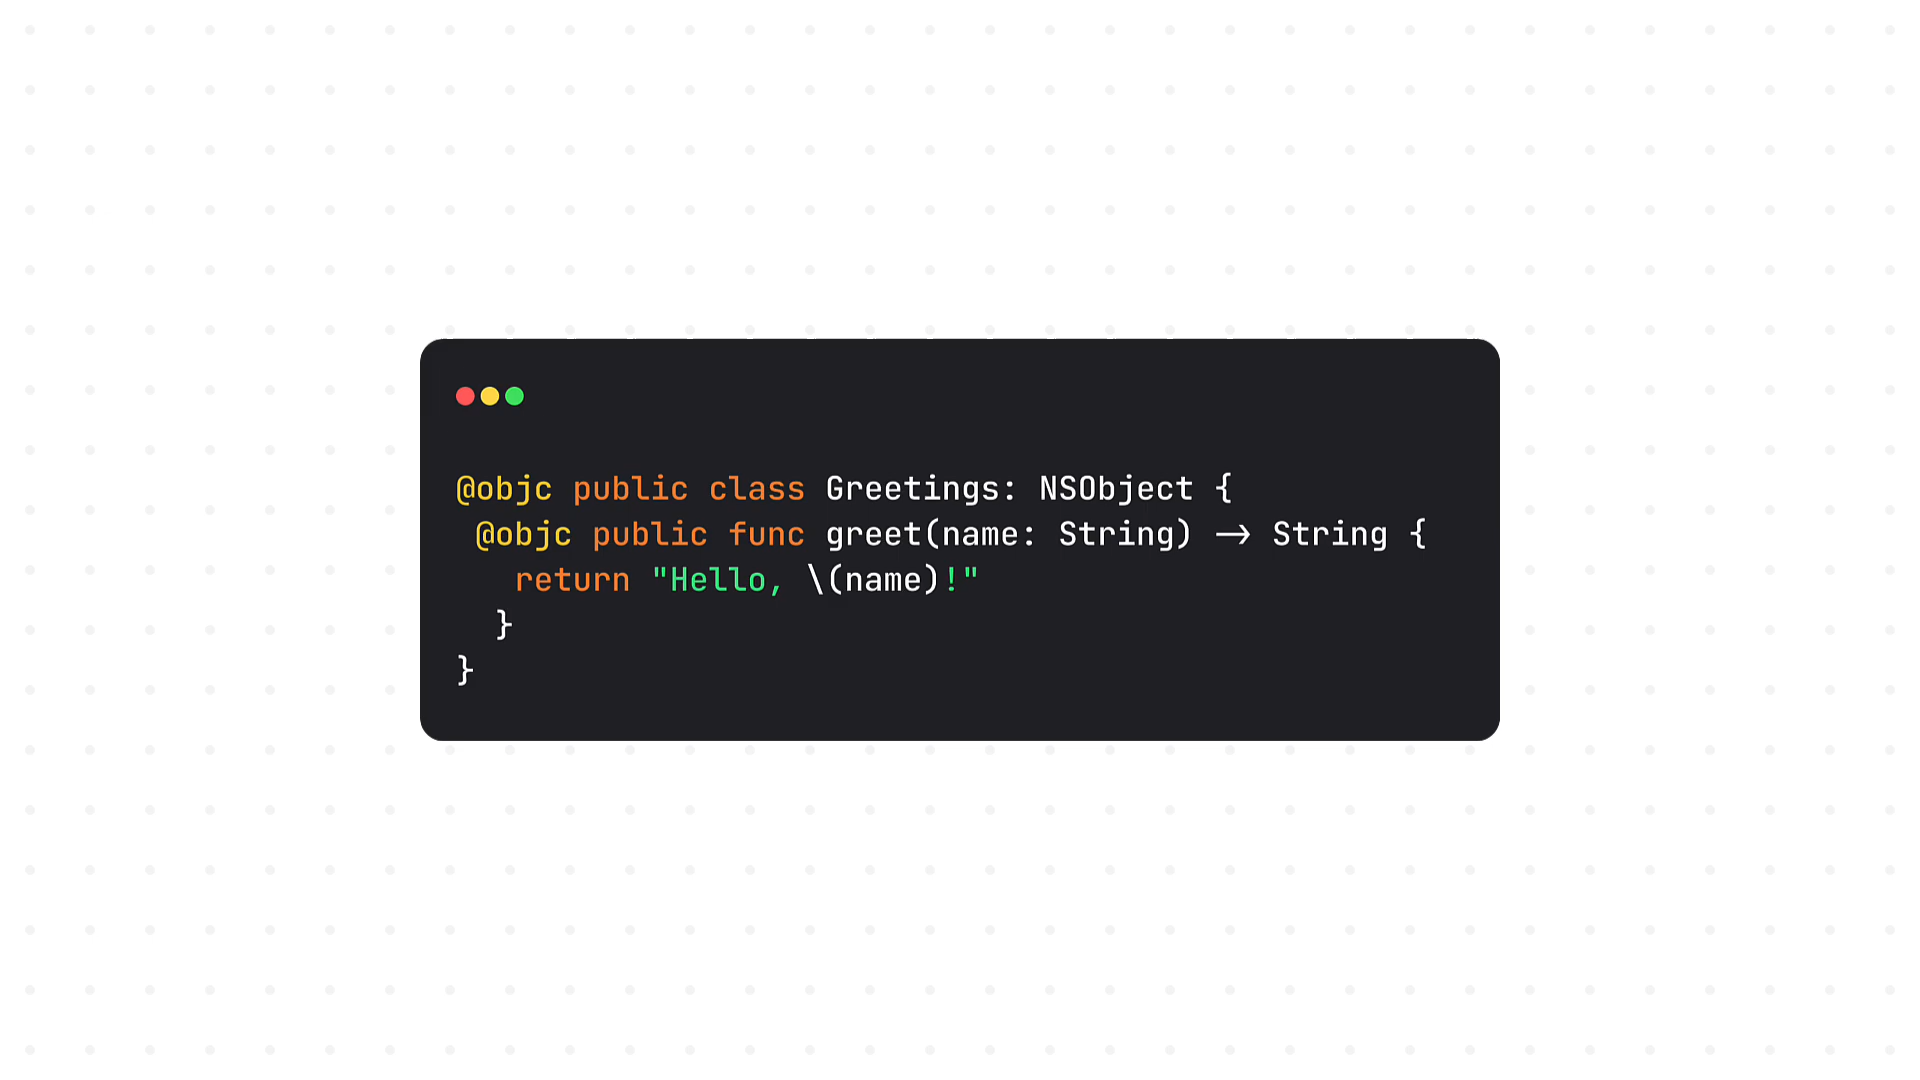 @objc public class Greetings: NSObject {
 @objc public func greet(name: String) -> String {
   return "Hello, \(name)!"
  }
}